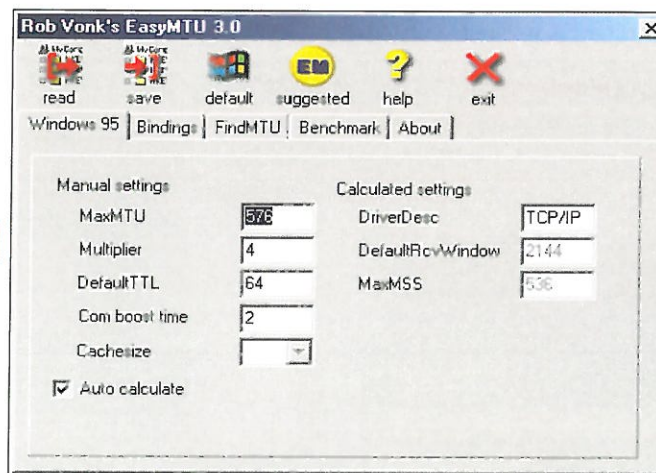 Rob Vonk's EasyMTU 3.0
read save default suggested help exit
Windows 95 Bindings FindMTU Benchmark About
Manual settings Calculated settings
MaxMTU 576 DriverDesc TCP/IP
Multiplier 4 DefaultRcvWindow 2144
DefaultTTL 64 MaxMSS 536
Com boost time 2
Cachesize
Auto calculate